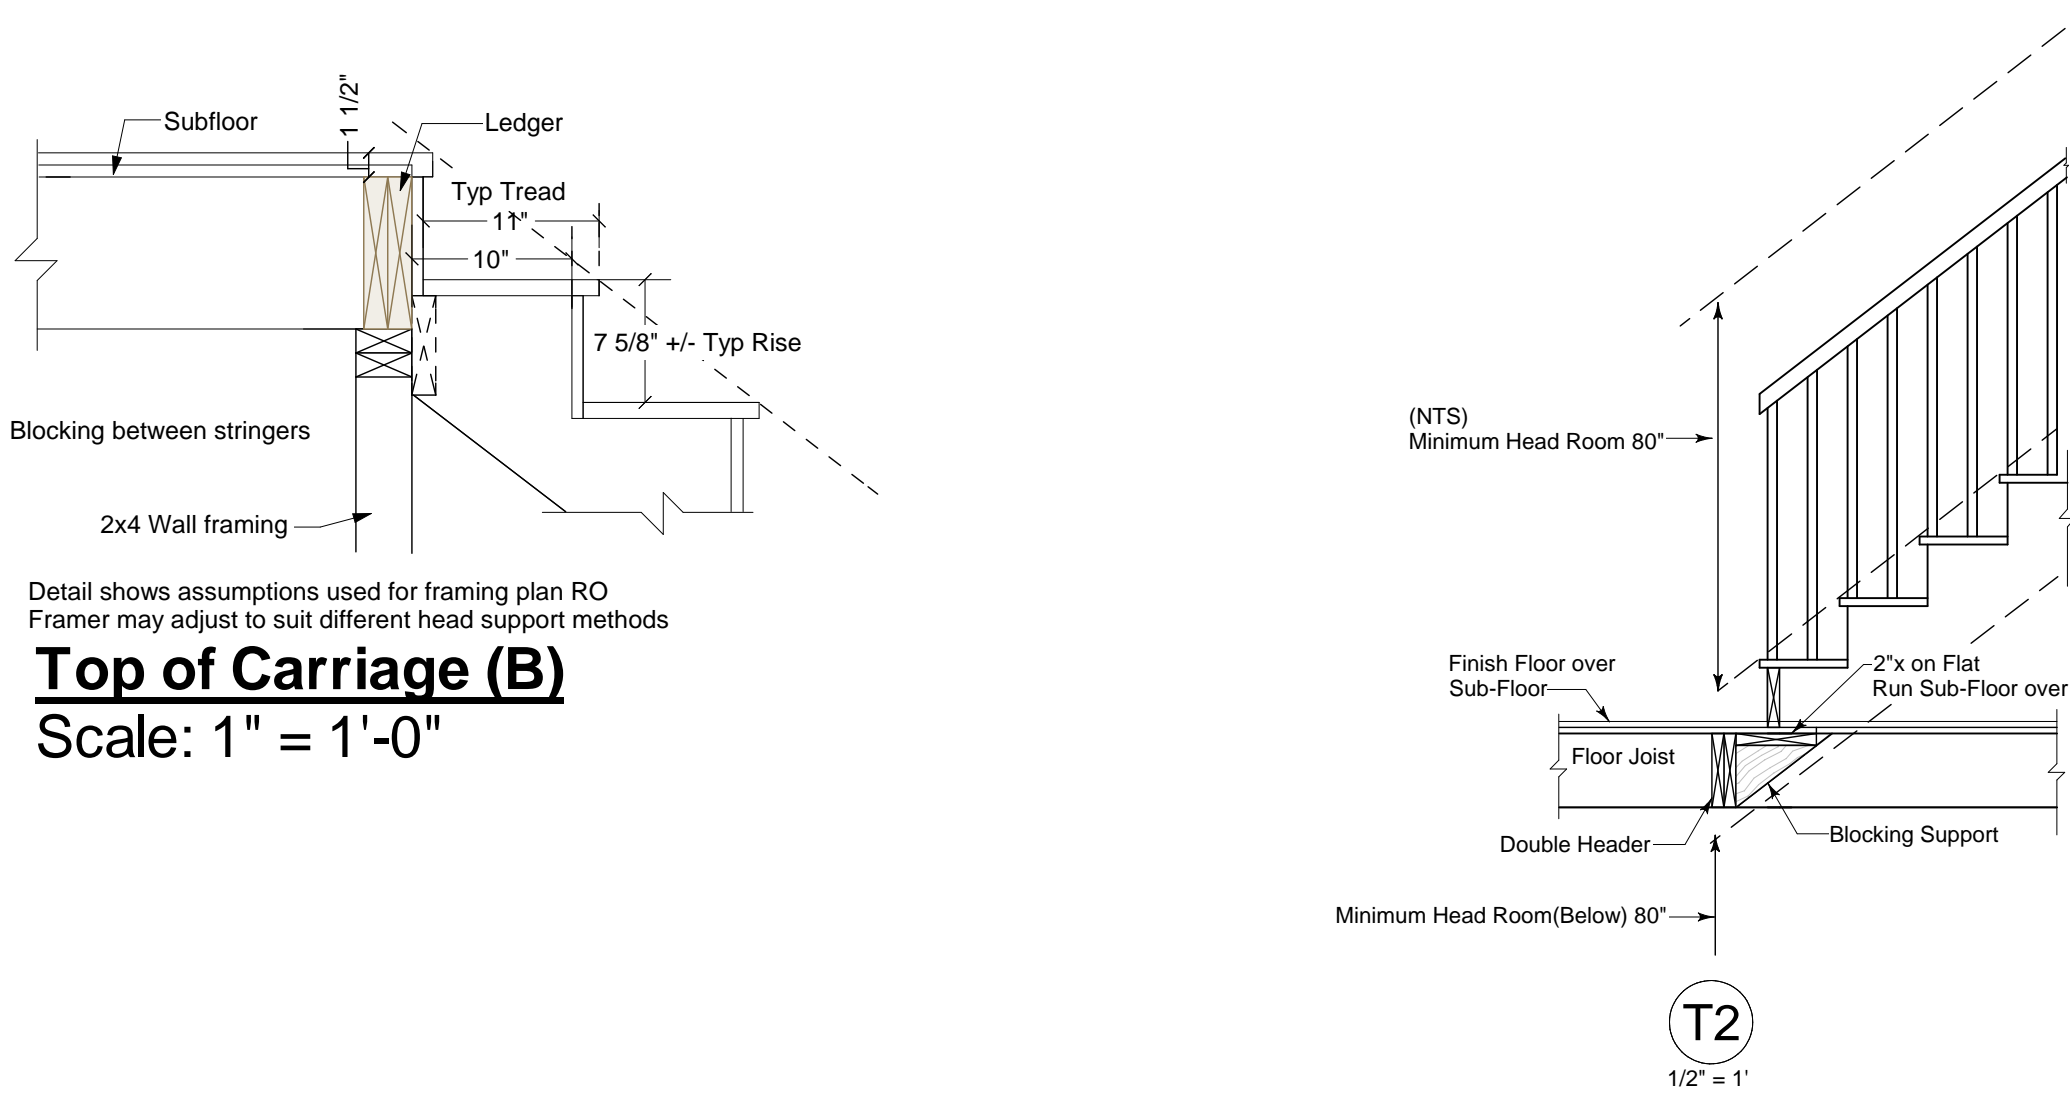 1 1/2"
Subfloor
Ledger
Typ Tread
11"
10"
7 5/8" +/- Typ Rise
Blocking between stringers
2x4 Wall framing
Detail shows assumptions used for framing plan RO
Framer may adjust to suit different head support methods
Top of Carriage (B)
Scale: 1" = 1'-0"
(NTS)
Minimum Head Room 80"
Finish Floor over
Sub-Floor
2"x on Flat
Run Sub-Floor over
Floor Joist
Double Header
Blocking Support
Minimum Head Room(Below) 80"
T2
1/2" = 1'